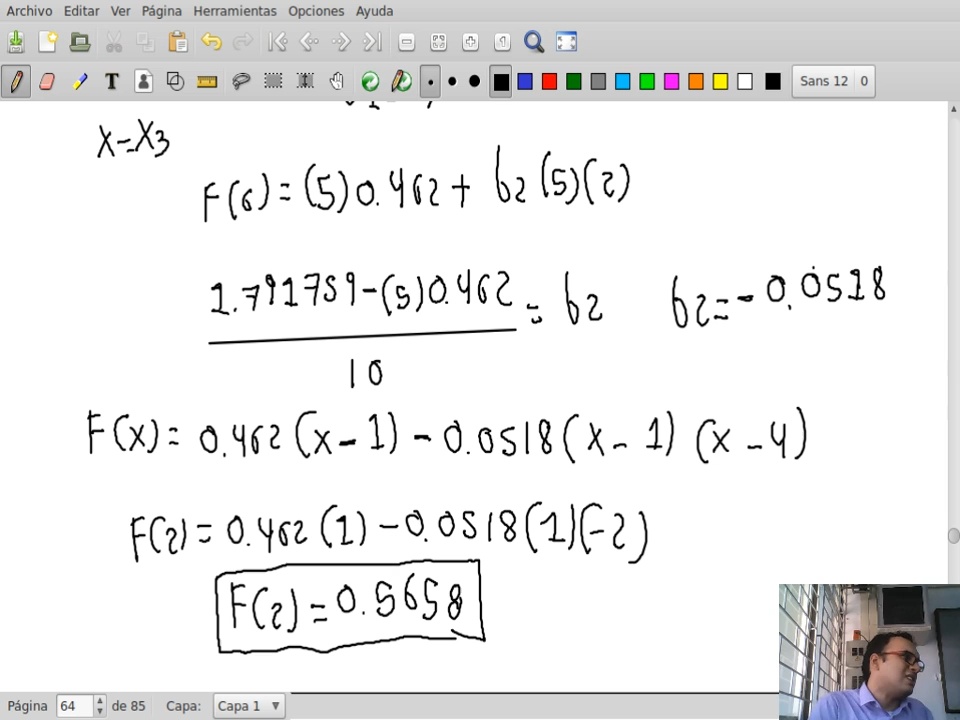 Archivo Editar Ver Página Herramientas Opciones Ayuda
T Sans 12 0
x=x3
F(6)=(5)0.462+ b2(5)(2)
1.791759-(5)0.462 = b2 b2=-0.0518
10
F(x)= 0.462(x-1)-0.0518(x-1)(x-4)
F(2)=0.462(1)-0.0518(1)(-2)
F(2)=0.5658
Página 64 de 85 Capa: Capa 1